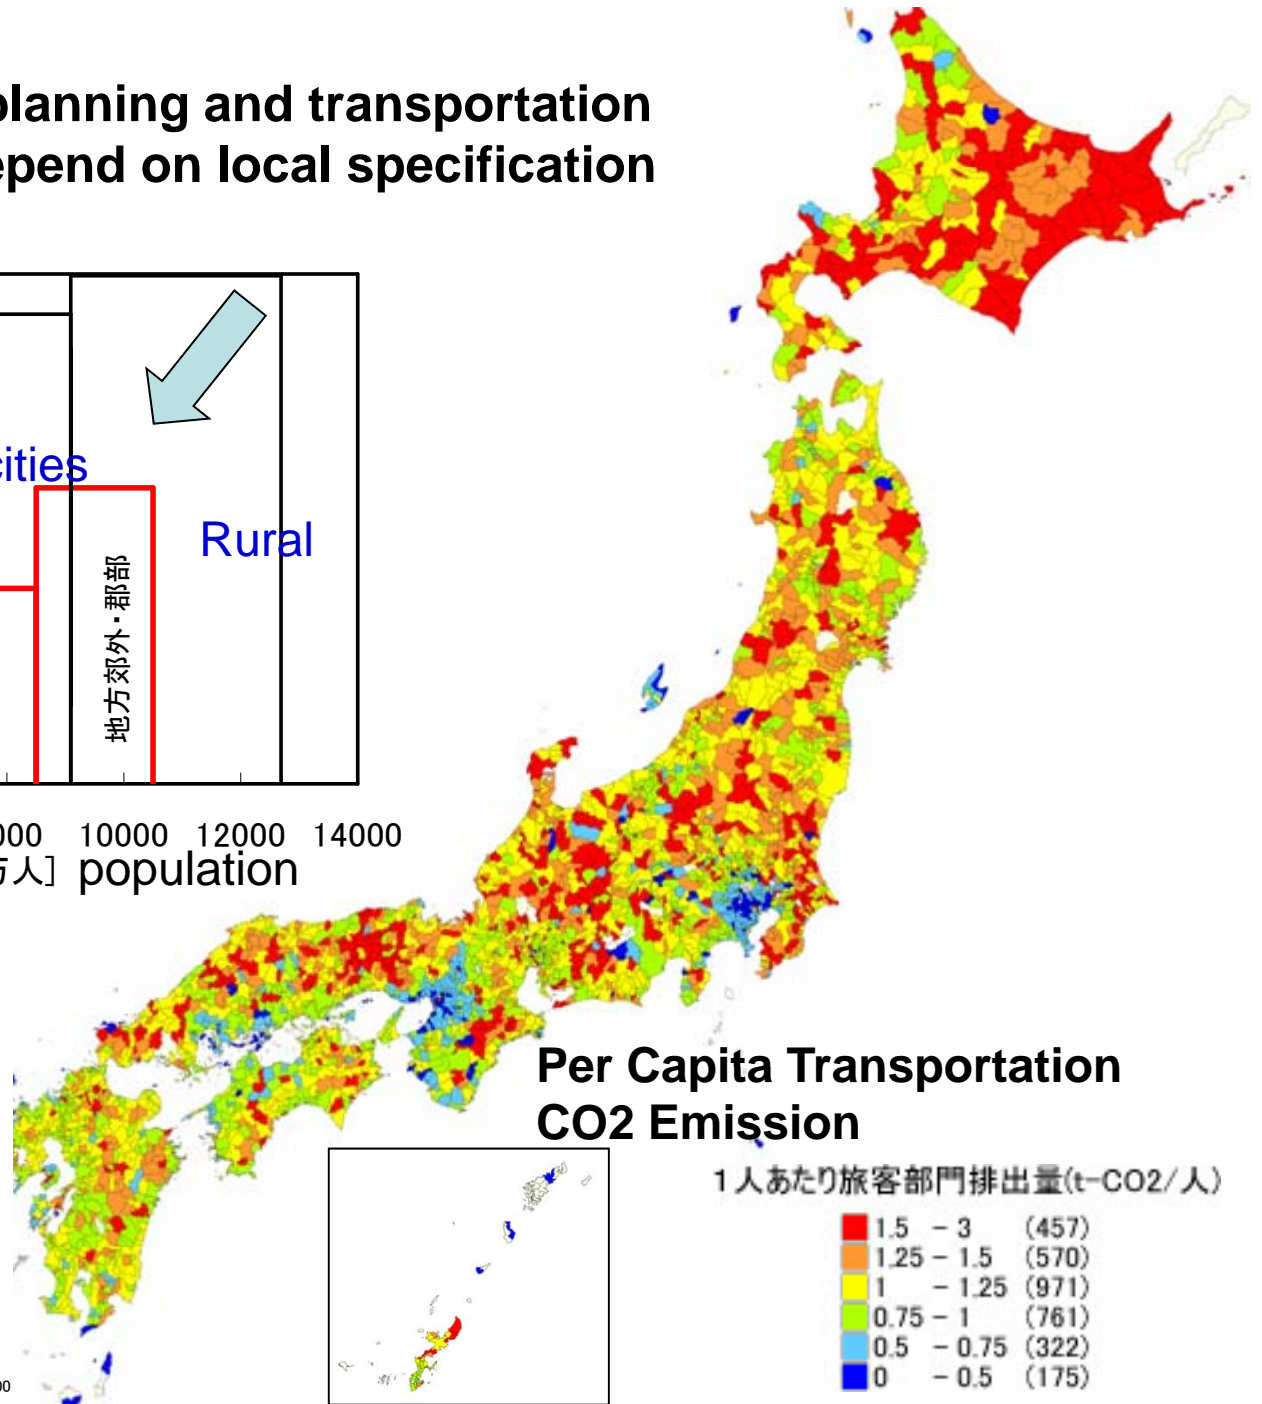 planning and transportation
epend on local specification
cities
Rural
地方郊外・郡部
000 10000 12000 14000
万人] population
Per Capita Transportation
CO2 Emission
1人あたり旅客部門排出量(t-CO2/人)
1.5 - 3 (457)
1.25 - 1.5 (570)
1 - 1.25 (971)
0.75 - 1 (761)
0.5 - 0.75 (322)
0 - 0.5 (175)
00